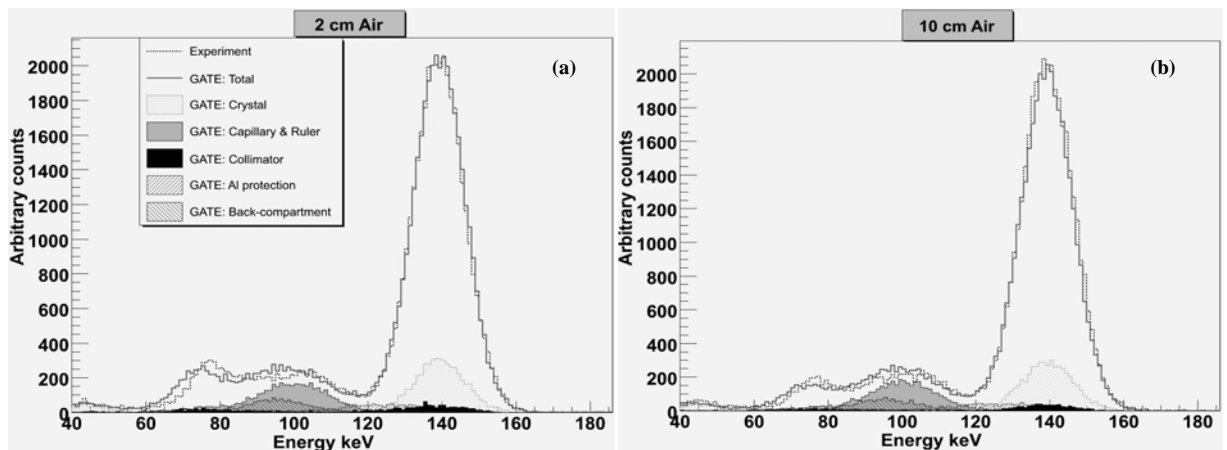 2 cm Air
(a)
Arbitrary counts
2000
1800
1600
1400
1200
1000
800
600
400
200
0
Experiment
GATE: Total
GATE: Crystal
GATE: Capillary & Ruler
GATE: Collimator
GATE: Al protection
GATE: Back-compartment
40 60 80 100 120 140 160 180
Energy keV
10 cm Air
(b)
Arbitrary counts
2000
1800
1600
1400
1200
1000
800
600
400
200
0
40 60 80 100 120 140 160 180
Energy keV